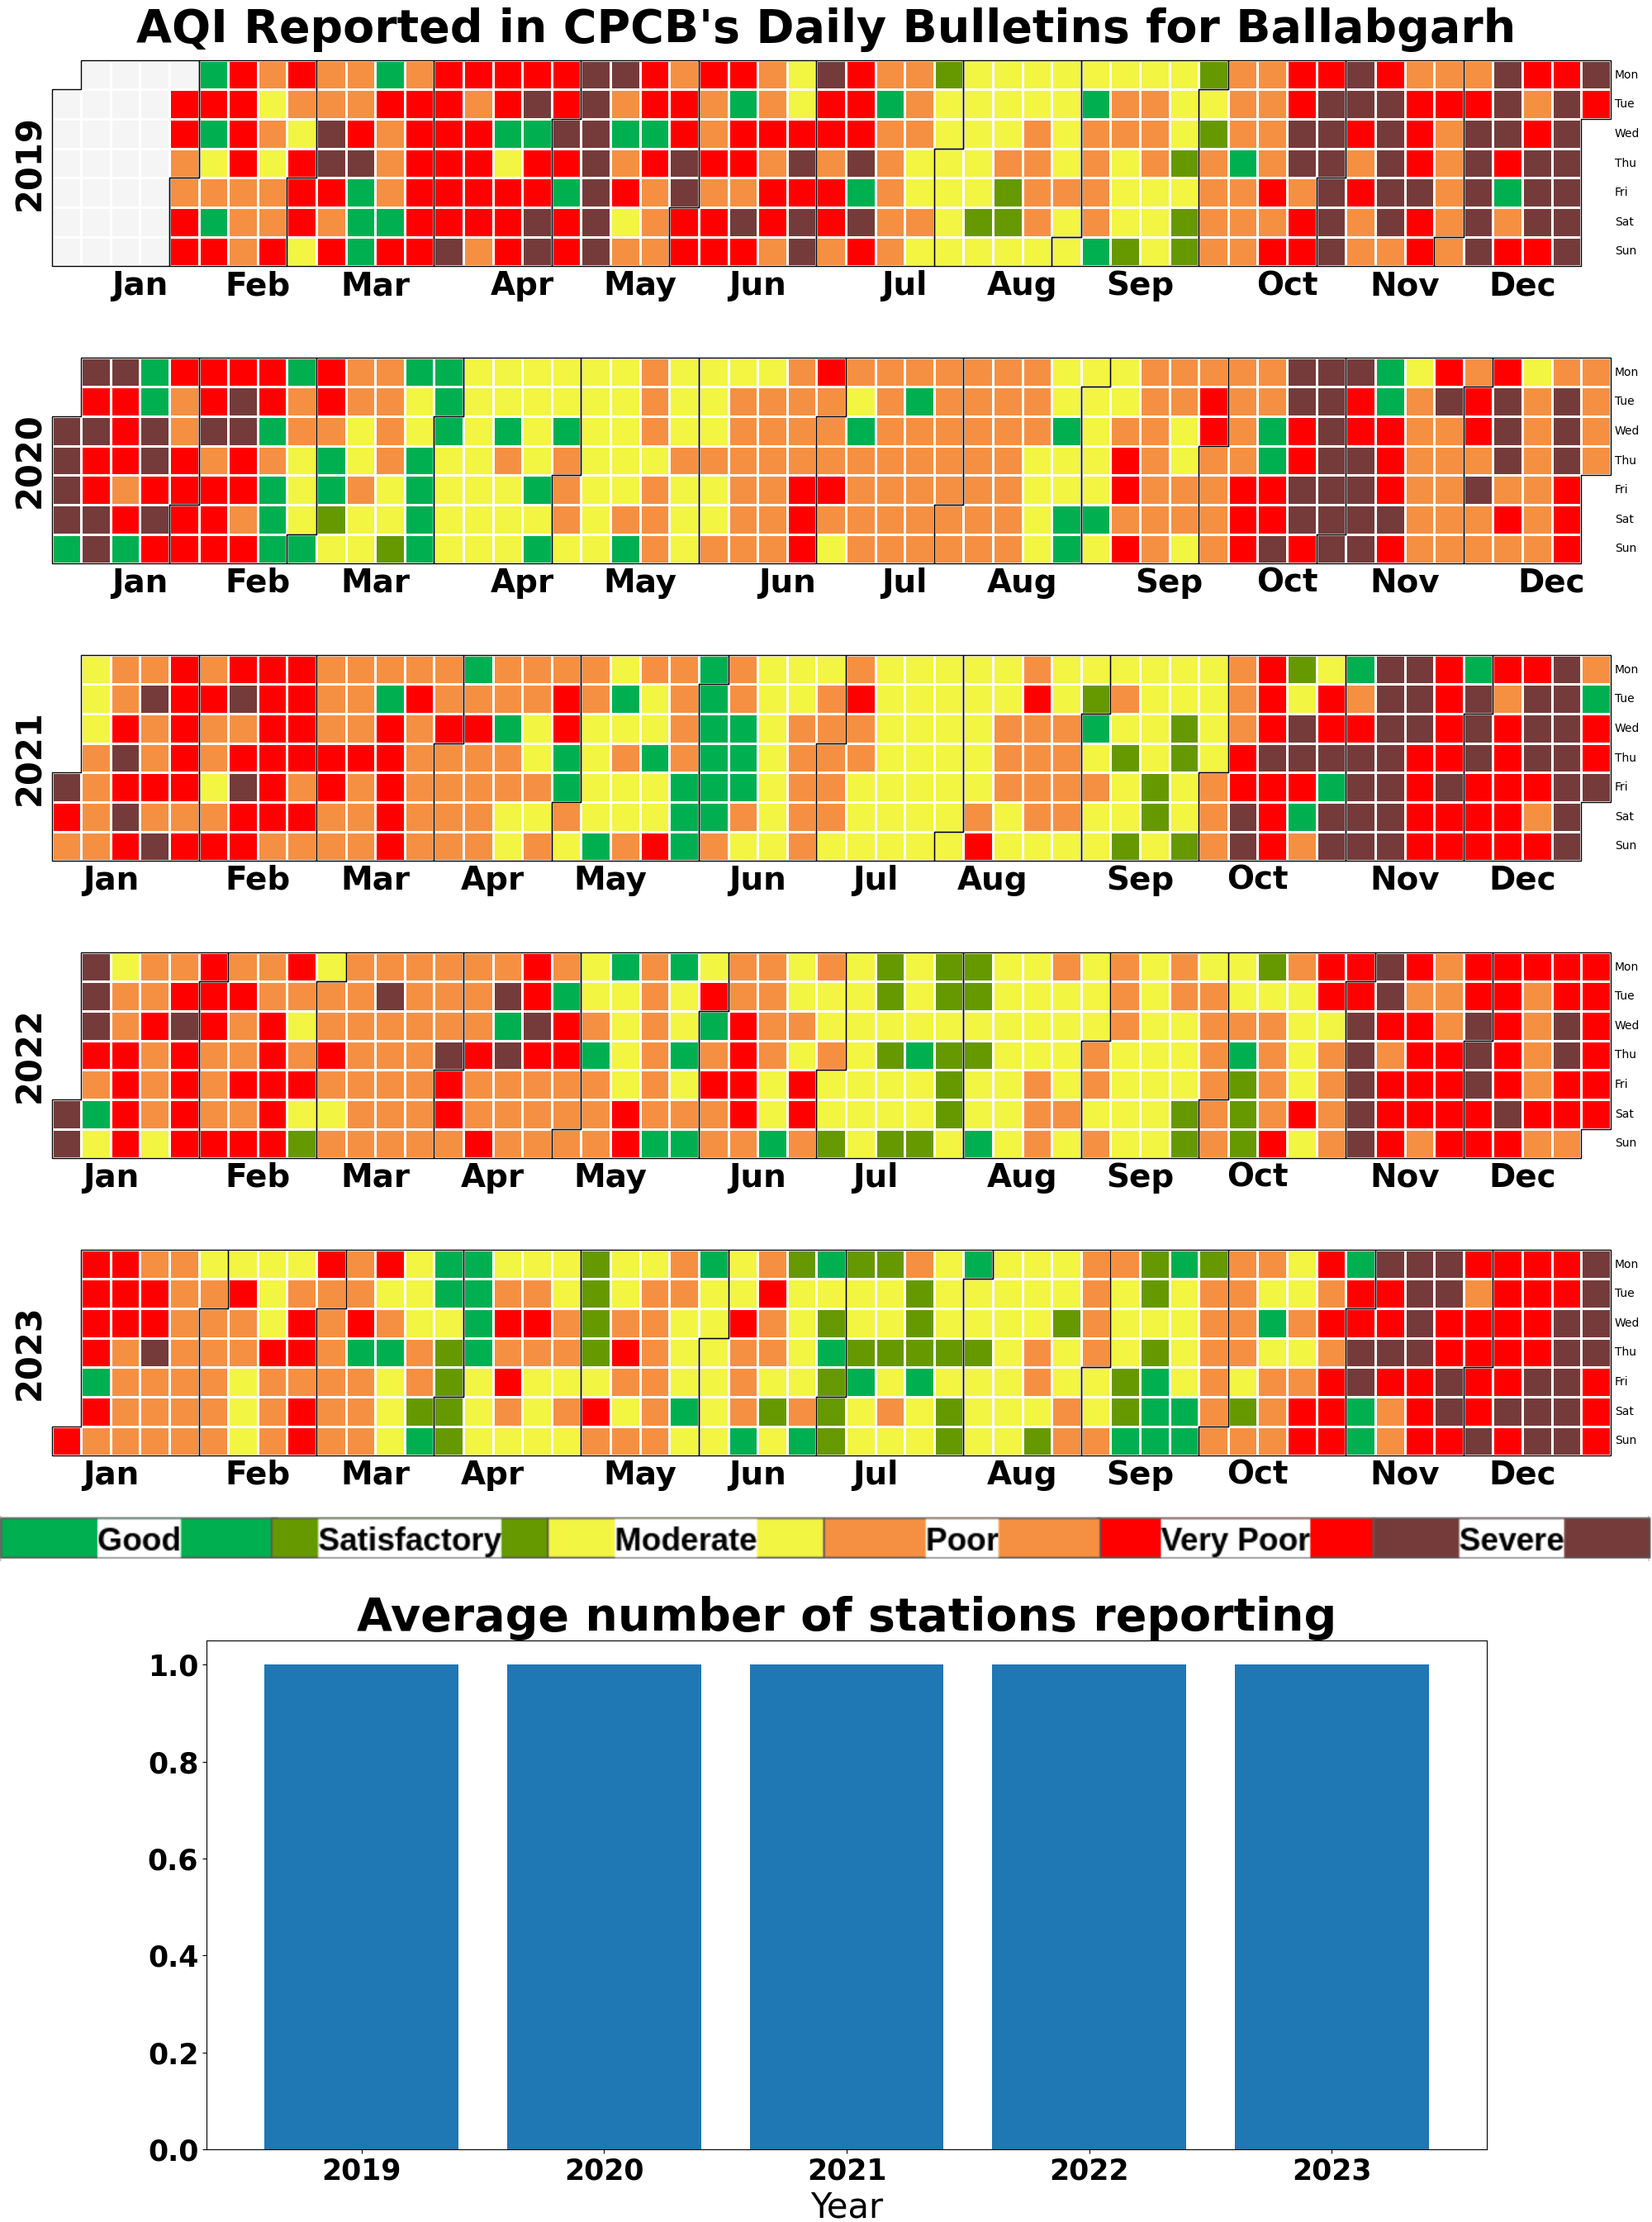 AQI Reported in CPCB's Daily Bulletins for Ballabgarh
2019
Mon
Tue
Wed
Thu
Fri
Sat
Sun
Jan Feb Mar Apr May Jun Jul Aug Sep Oct Nov Dec
2020
Mon
Tue
Wed
Thu
Fri
Sat
Sun
Jan Feb Mar Apr May Jun Jul Aug Sep Oct Nov Dec
2021
Mon
Tue
Wed
Thu
Fri
Sat
Sun
Jan Feb Mar Apr May Jun Jul Aug Sep Oct Nov Dec
2022
Mon
Tue
Wed
Thu
Fri
Sat
Sun
Jan Feb Mar Apr May Jun Jul Aug Sep Oct Nov Dec
2023
Mon
Tue
Wed
Thu
Fri
Sat
Sun
Jan Feb Mar Apr May Jun Jul Aug Sep Oct Nov Dec
Good Satisfactory Moderate Poor Very Poor Severe
Average number of stations reporting
1.0
0.8
0.6
0.4
0.2
0.0
2019 2020 2021 2022 2023
Year